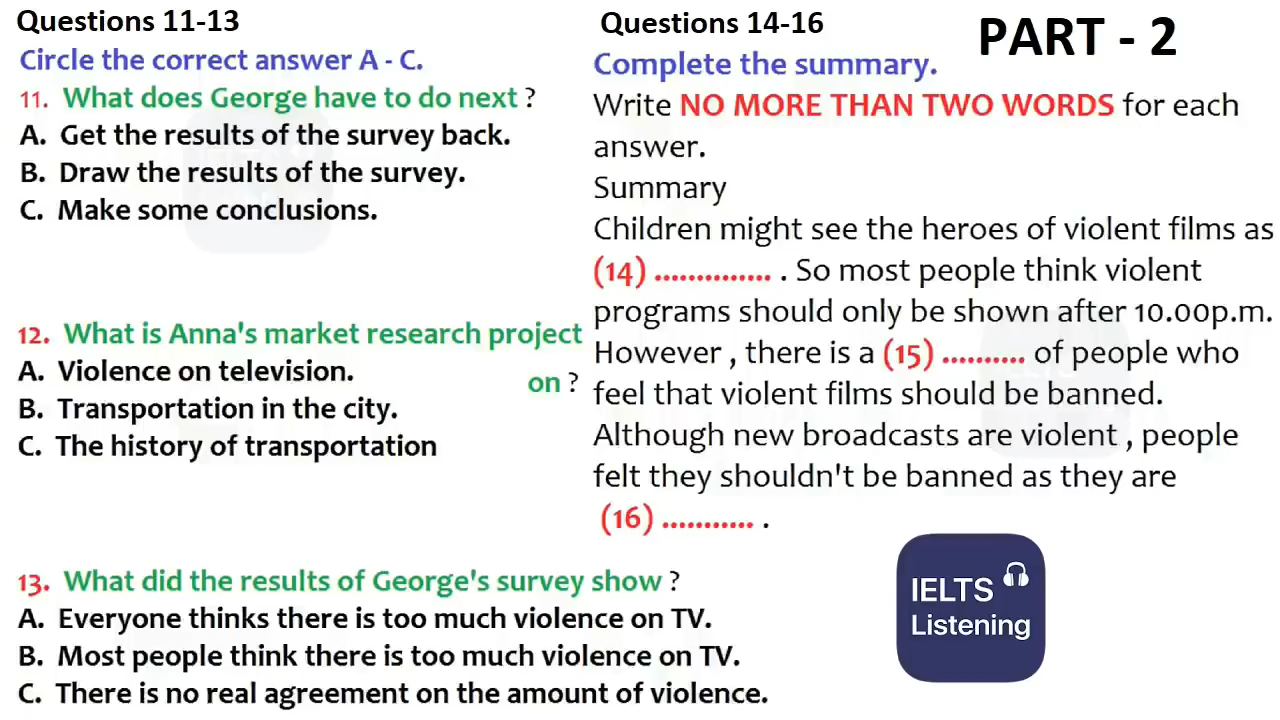 Questions 11-13
Circle the correct answer A - C.
11. What does George have to do next ?
A. Get the results of the survey back.
B. Draw the results of the survey.
C. Make some conclusions.
12. What is Anna's market research project
on ?
A. Violence on television.
B. Transportation in the city.
C. The history of transportation
13. What did the results of George's survey show ?
A. Everyone thinks there is too much violence on TV.
B. Most people think there is too much violence on TV.
C. There is no real agreement on the amount of violence.
Questions 14-16
PART - 2
Complete the summary.
Write NO MORE THAN TWO WORDS for each
answer.
Summary
Children might see the heroes of violent films as
(14) .............. . So most people think violent
programs should only be shown after 10.00p.m.
However , there is a (15) .......... of people who
feel that violent films should be banned.
Although new broadcasts are violent , people
felt they shouldn't be banned as they are
(16) ........... .
IELTS
Listening